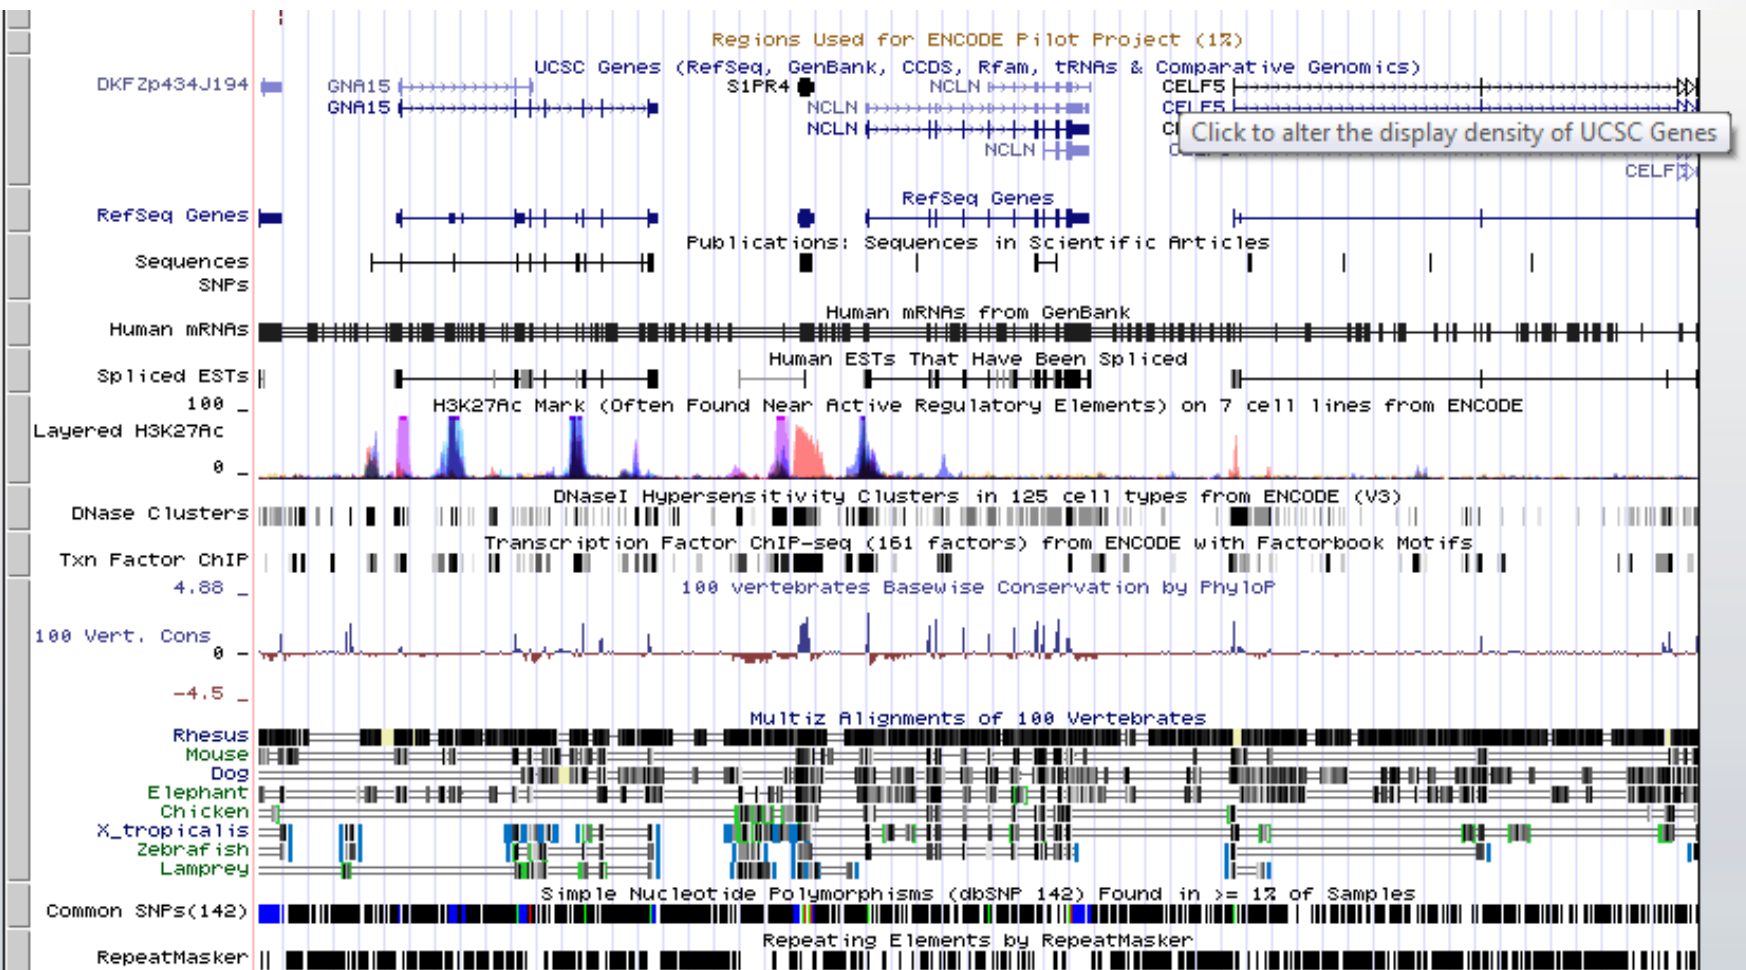 Regions Used for ENCODE Pilot Project (1%)
UCSC Genes (RefSeq, GenBank, CCDS, Rfam, tRNAs & Comparative Genomics)
DKFZp434J194 GNA15 S1PR4 NCLN CELF5
GNA15 NCLN CELF5
NCLN
Click to alter the display density of UCSC Genes
NCLN
CELF
RefSeq Genes
RefSeq Genes
Publications: Sequences in Scientific Articles
Sequences
SNPs
Human mRNAs from GenBank
Human mRNAs
Human ESTs That Have Been Spliced
Spliced ESTs
100 _ H3K27Ac Mark (Often Found Near Active Regulatory Elements) on 7 cell lines from ENCODE
Layered H3K27Ac
0 _
DNaseI Hypersensitivity Clusters in 125 cell types from ENCODE (V3)
DNase Clusters
Transcription Factor ChIP-seq (161 factors) from ENCODE with Factorbook Motifs
Txn Factor ChIP
4.88 _ 100 vertebrates Basewise Conservation by PhyloP
100 Vert. Cons
0 _
-4.5 _
Multiz Alignments of 100 Vertebrates
Rhesus
Mouse
Dog
Elephant
Chicken
X_tropicalis
Zebrafish
Lamprey
Simple Nucleotide Polymorphisms (dbSNP 142) Found in >= 1% of Samples
Common SNPs(142)
Repeating Elements by RepeatMasker
RepeatMasker